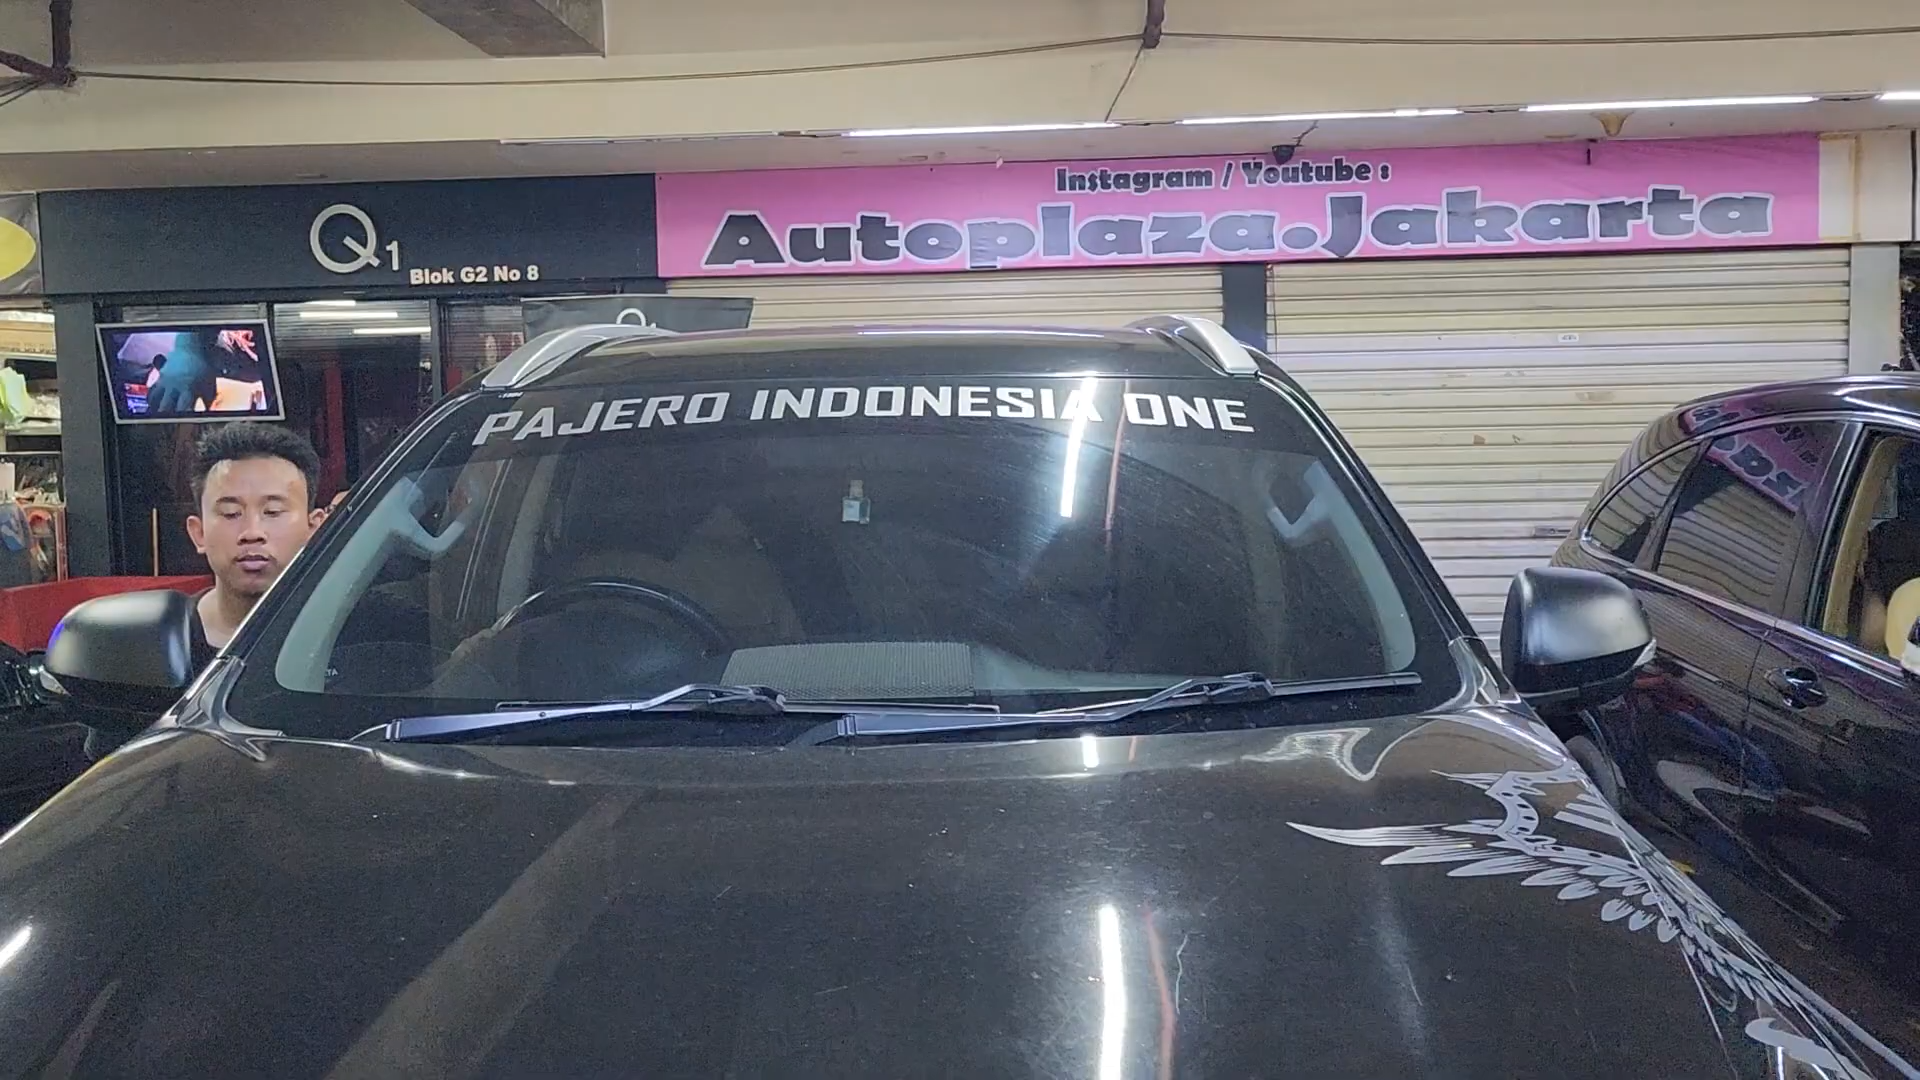 Instagram / Youtube :
Autoplaza.Jakarta
Q1
Blok G2 No 8
PAJERO INDONESIA ONE